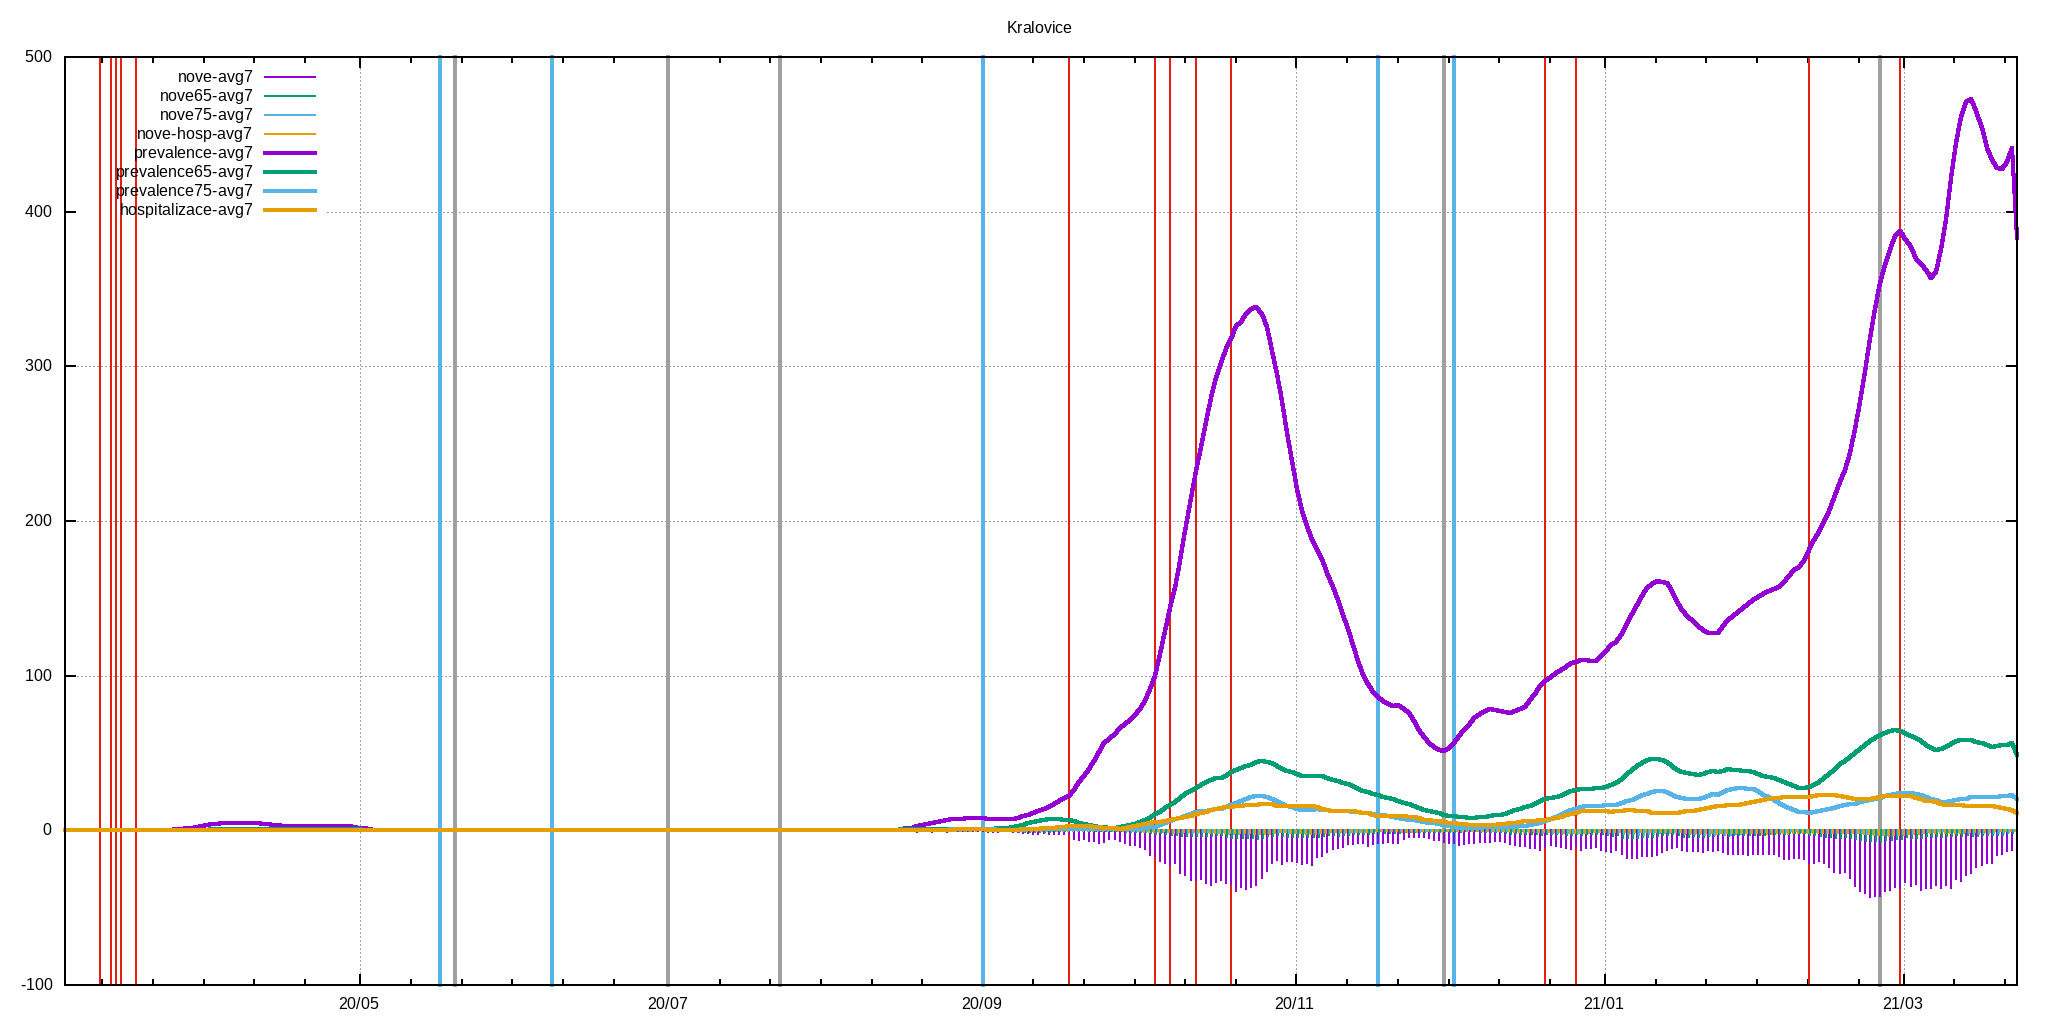 Kralovice
500
nove-avg7
nove65-avg7
nove75-avg7
nove-hosp-avg7
prevalence-avg7
prevalence65-avg7
prevalence75-avg7
hospitalizace-avg7
400
300
200
100
0
-100
20/05 20/07 20/09 20/11 21/01 21/03